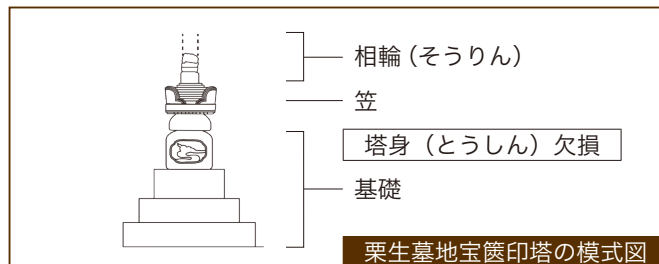 相輪（そうりん）
笠
塔身（とうしん）欠損
基礎
栗生墓地宝篋印塔の模式図